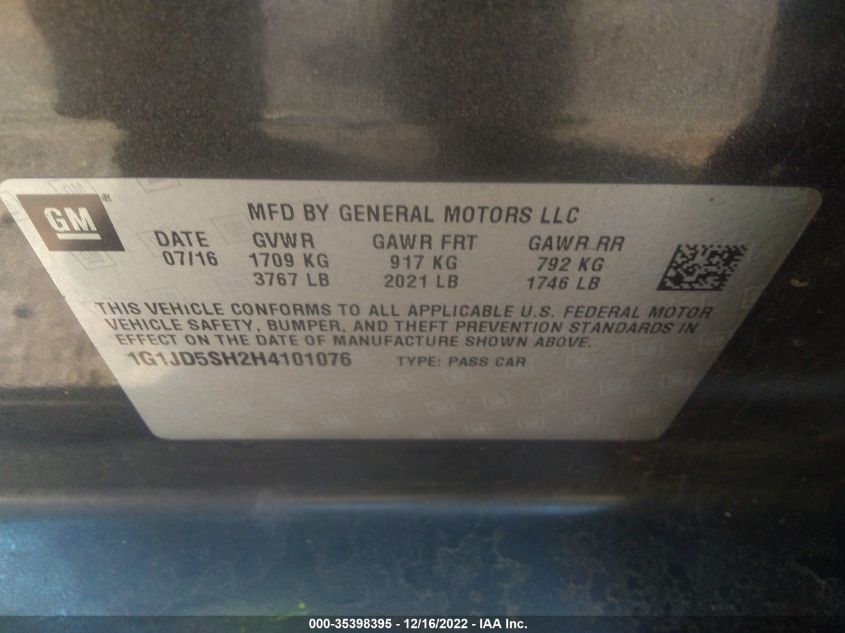 GM
MFD BY GENERAL MOTORS LLC
DATE GVWR GAWR FRT GAWR RR
07/16 1709 KG 917 KG 792 KG
3767 LB 2021 LB 1746 LB
THIS VEHICLE CONFORMS TO ALL APPLICABLE U.S. FEDERAL MOTOR
VEHICLE SAFETY, BUMPER, AND THEFT PREVENTION STANDARDS IN
EFFECT ON THE DATE OF MANUFACTURE SHOWN ABOVE.
1G1JD5SH2H4101076 TYPE: PASS CAR
000-35398395 - 12/16/2022 - IAA Inc.